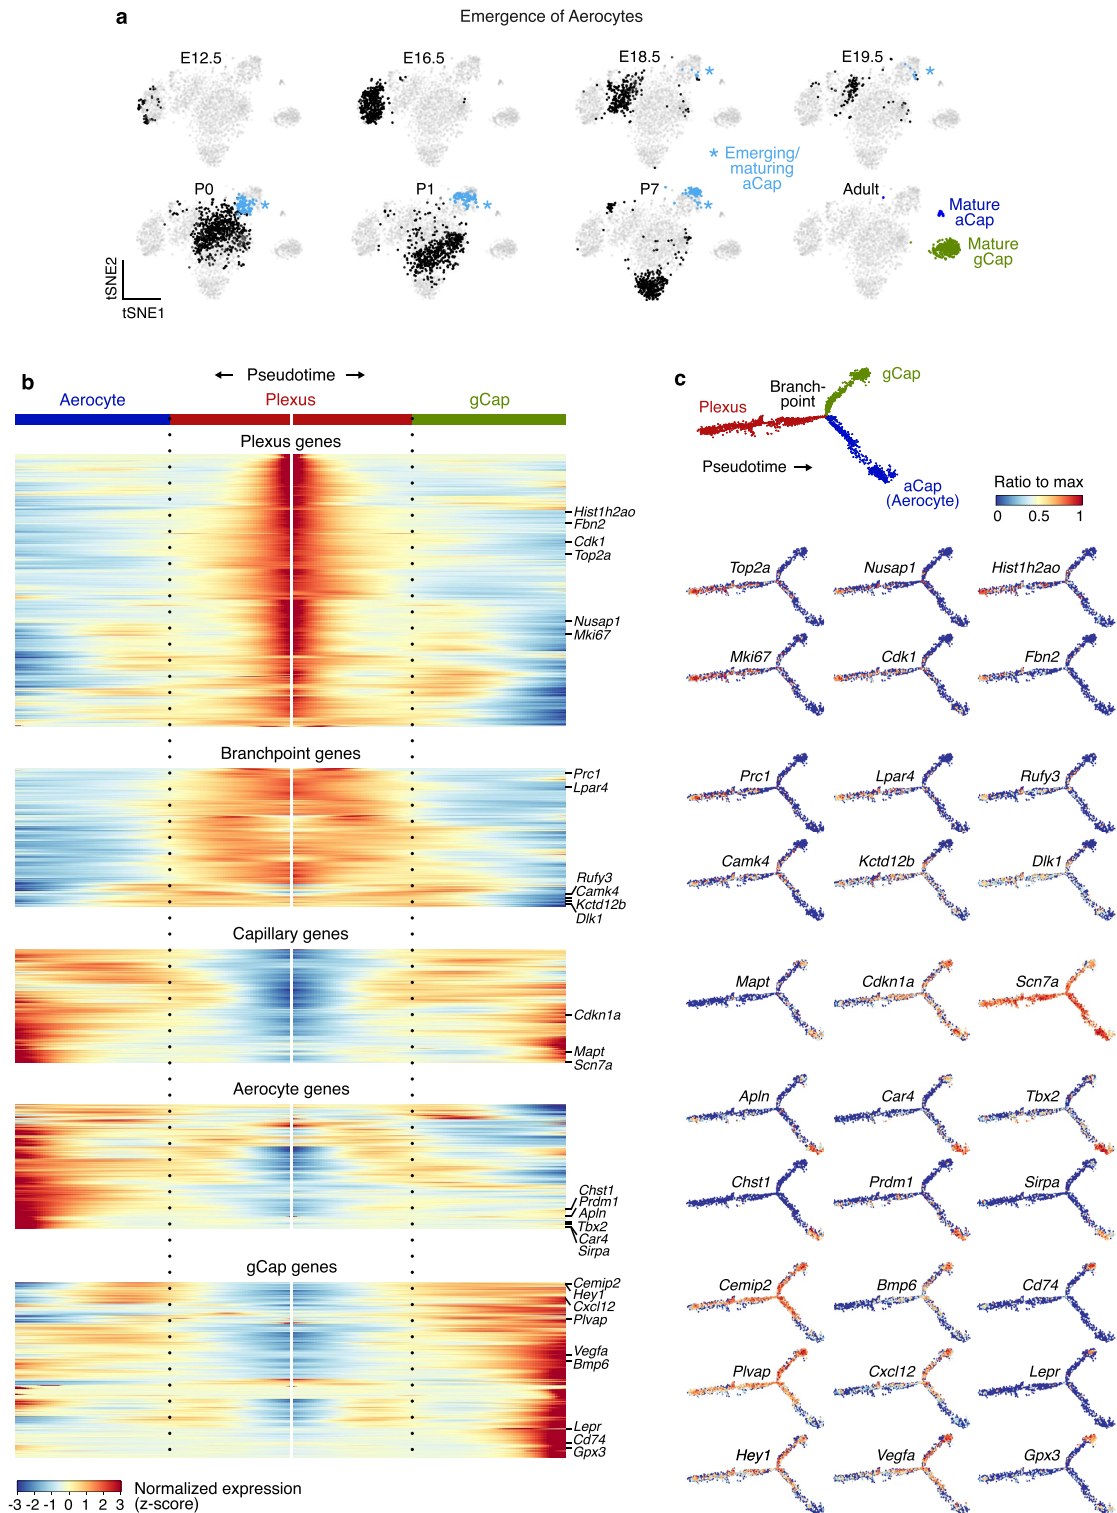 a
Emergence of Aerocytes
E12.5
E16.5
E18.5
E19.5
*
*
* Emerging/
maturing
aCap
P0
P1
P7
Adult
*
*
*
Mature
aCap
Mature
gCap
tSNE2
tSNE1
b
← Pseudotime →
Aerocyte
Plexus
gCap
Plexus genes
Hist1h2ao
Fbn2
Cdk1
Top2a
Nusap1
Mki67
Branchpoint genes
Prc1
Lpar4
Rufy3
Camk4
Kctd12b
Dlk1
Capillary genes
Cdkn1a
Mapt
Scn7a
Aerocyte genes
Chst1
Prdm1
Apln
Tbx2
Car4
Sirpa
gCap genes
Cemip2
Hey1
Cxcl12
Plvap
Vegfa
Bmp6
Lepr
Cd74
Gpx3
-3 -2 -1 0 1 2 3
Normalized expression
(z-score)
c
gCap
Branch-
point
Plexus
Pseudotime →
aCap
(Aerocyte)
Ratio to max
0 0.5 1
Top2a
Nusap1
Hist1h2ao
Mki67
Cdk1
Fbn2
Prc1
Lpar4
Rufy3
Camk4
Kctd12b
Dlk1
Mapt
Cdkn1a
Scn7a
Apln
Car4
Tbx2
Chst1
Prdm1
Sirpa
Cemip2
Bmp6
Cd74
Plvap
Cxcl12
Lepr
Hey1
Vegfa
Gpx3